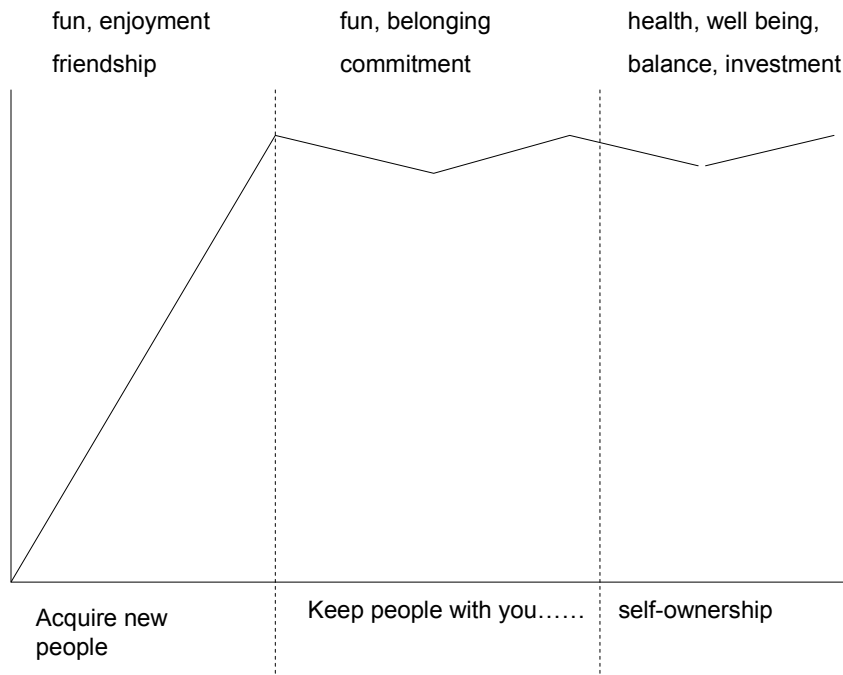 fun, enjoyment
friendship
fun, belonging
commitment
health, well being,
balance, investment
Acquire new
people
Keep people with you……
self-ownership